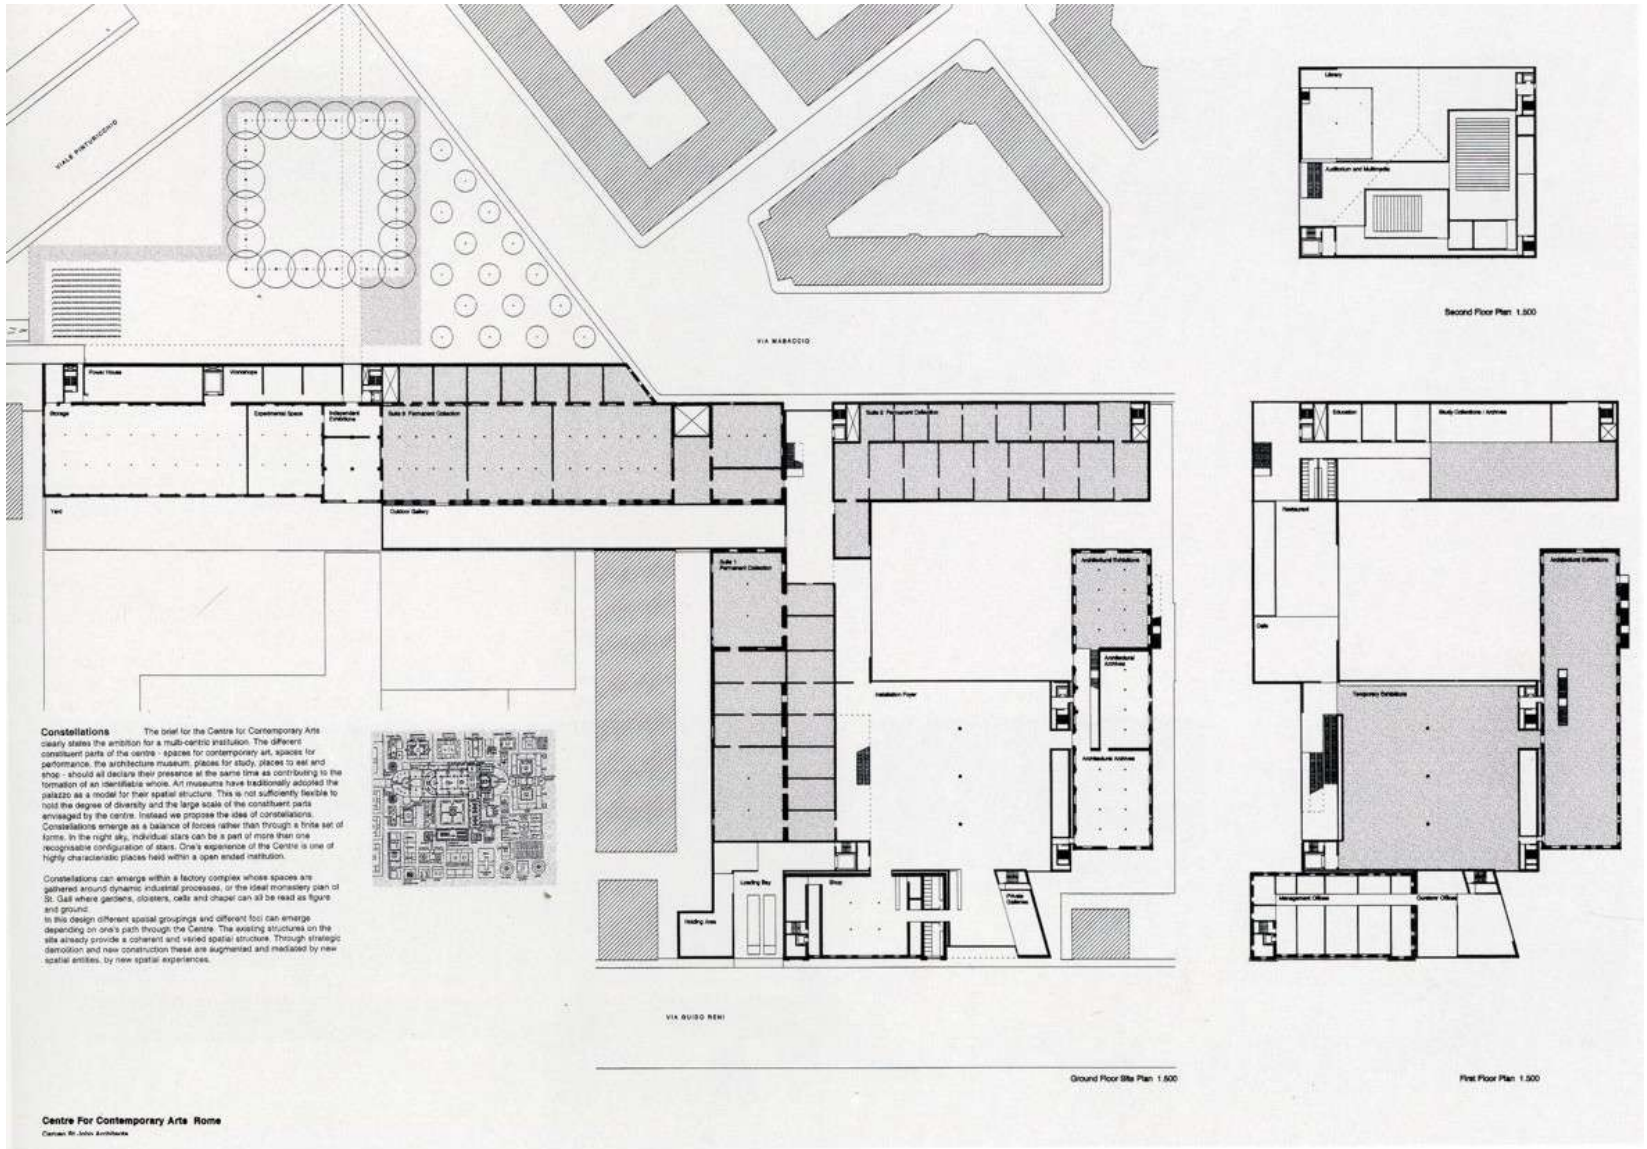 VIALE PINTURICCHIO
Library
Auditorium and Multimedia
Second Floor Plan 1.500
VIA MASACCIO
Power House
Workshops
Storage
Experimental Space
Independent
Exhibitions
Permanent Collection
Suite 2 Permanent Collection
Education
Study Collections / Archives
Yard
Outdoor Gallery
Restaurant
Suite 1
Permanent Collection
Architectural Exhibitions
Architectural Exhibitions
Cafe
Architectural
Archives
Installation Foyer
Temporary Exhibitions
Architectural Archives
Loading Bay
Shop
Private
Galleries
Holding Area
Management Offices
Curators' Offices
Constellations The brief for the Centre for Contemporary Arts
clearly states the ambition for a multi-centric institution. The different
constituent parts of the centre - spaces for contemporary art, spaces for
performance, the architecture museum, places for study, places to eat and
shop - should all declare their presence at the same time as contributing to the
formation of an identifiable whole. Art museums have traditionally adopted the
palazzo as a model for their spatial structure. This is not sufficiently flexible to
hold the degree of diversity and the large scale of the constituent parts
envisaged by the centre. Instead we propose the idea of constellations.
Constellations emerge as a balance of forces rather than through a finite set of
forms. In the night sky, individual stars can be a part of more than one
recognisable configuration of stars. One's experience of the Centre is one of
highly characteristic places held within a open ended institution.
Constellations can emerge within a factory complex whose spaces are
gathered around dynamic industrial processes, or the ideal monastery plan of
St. Gall where gardens, cloisters, cells and chapel can all be read as figure
and ground.
In this design different spatial groupings and different foci can emerge
depending on one's path through the Centre. The existing structures on the
site already provide a coherent and varied spatial structure. Through strategic
demolition and new construction these are augmented and mediated by new
spatial entities, by new spatial experiences.
VIA GUIDO RENI
Ground Floor Site Plan 1.500
First Floor Plan 1.500
Centre For Contemporary Arts Rome
Caruso St John Architects